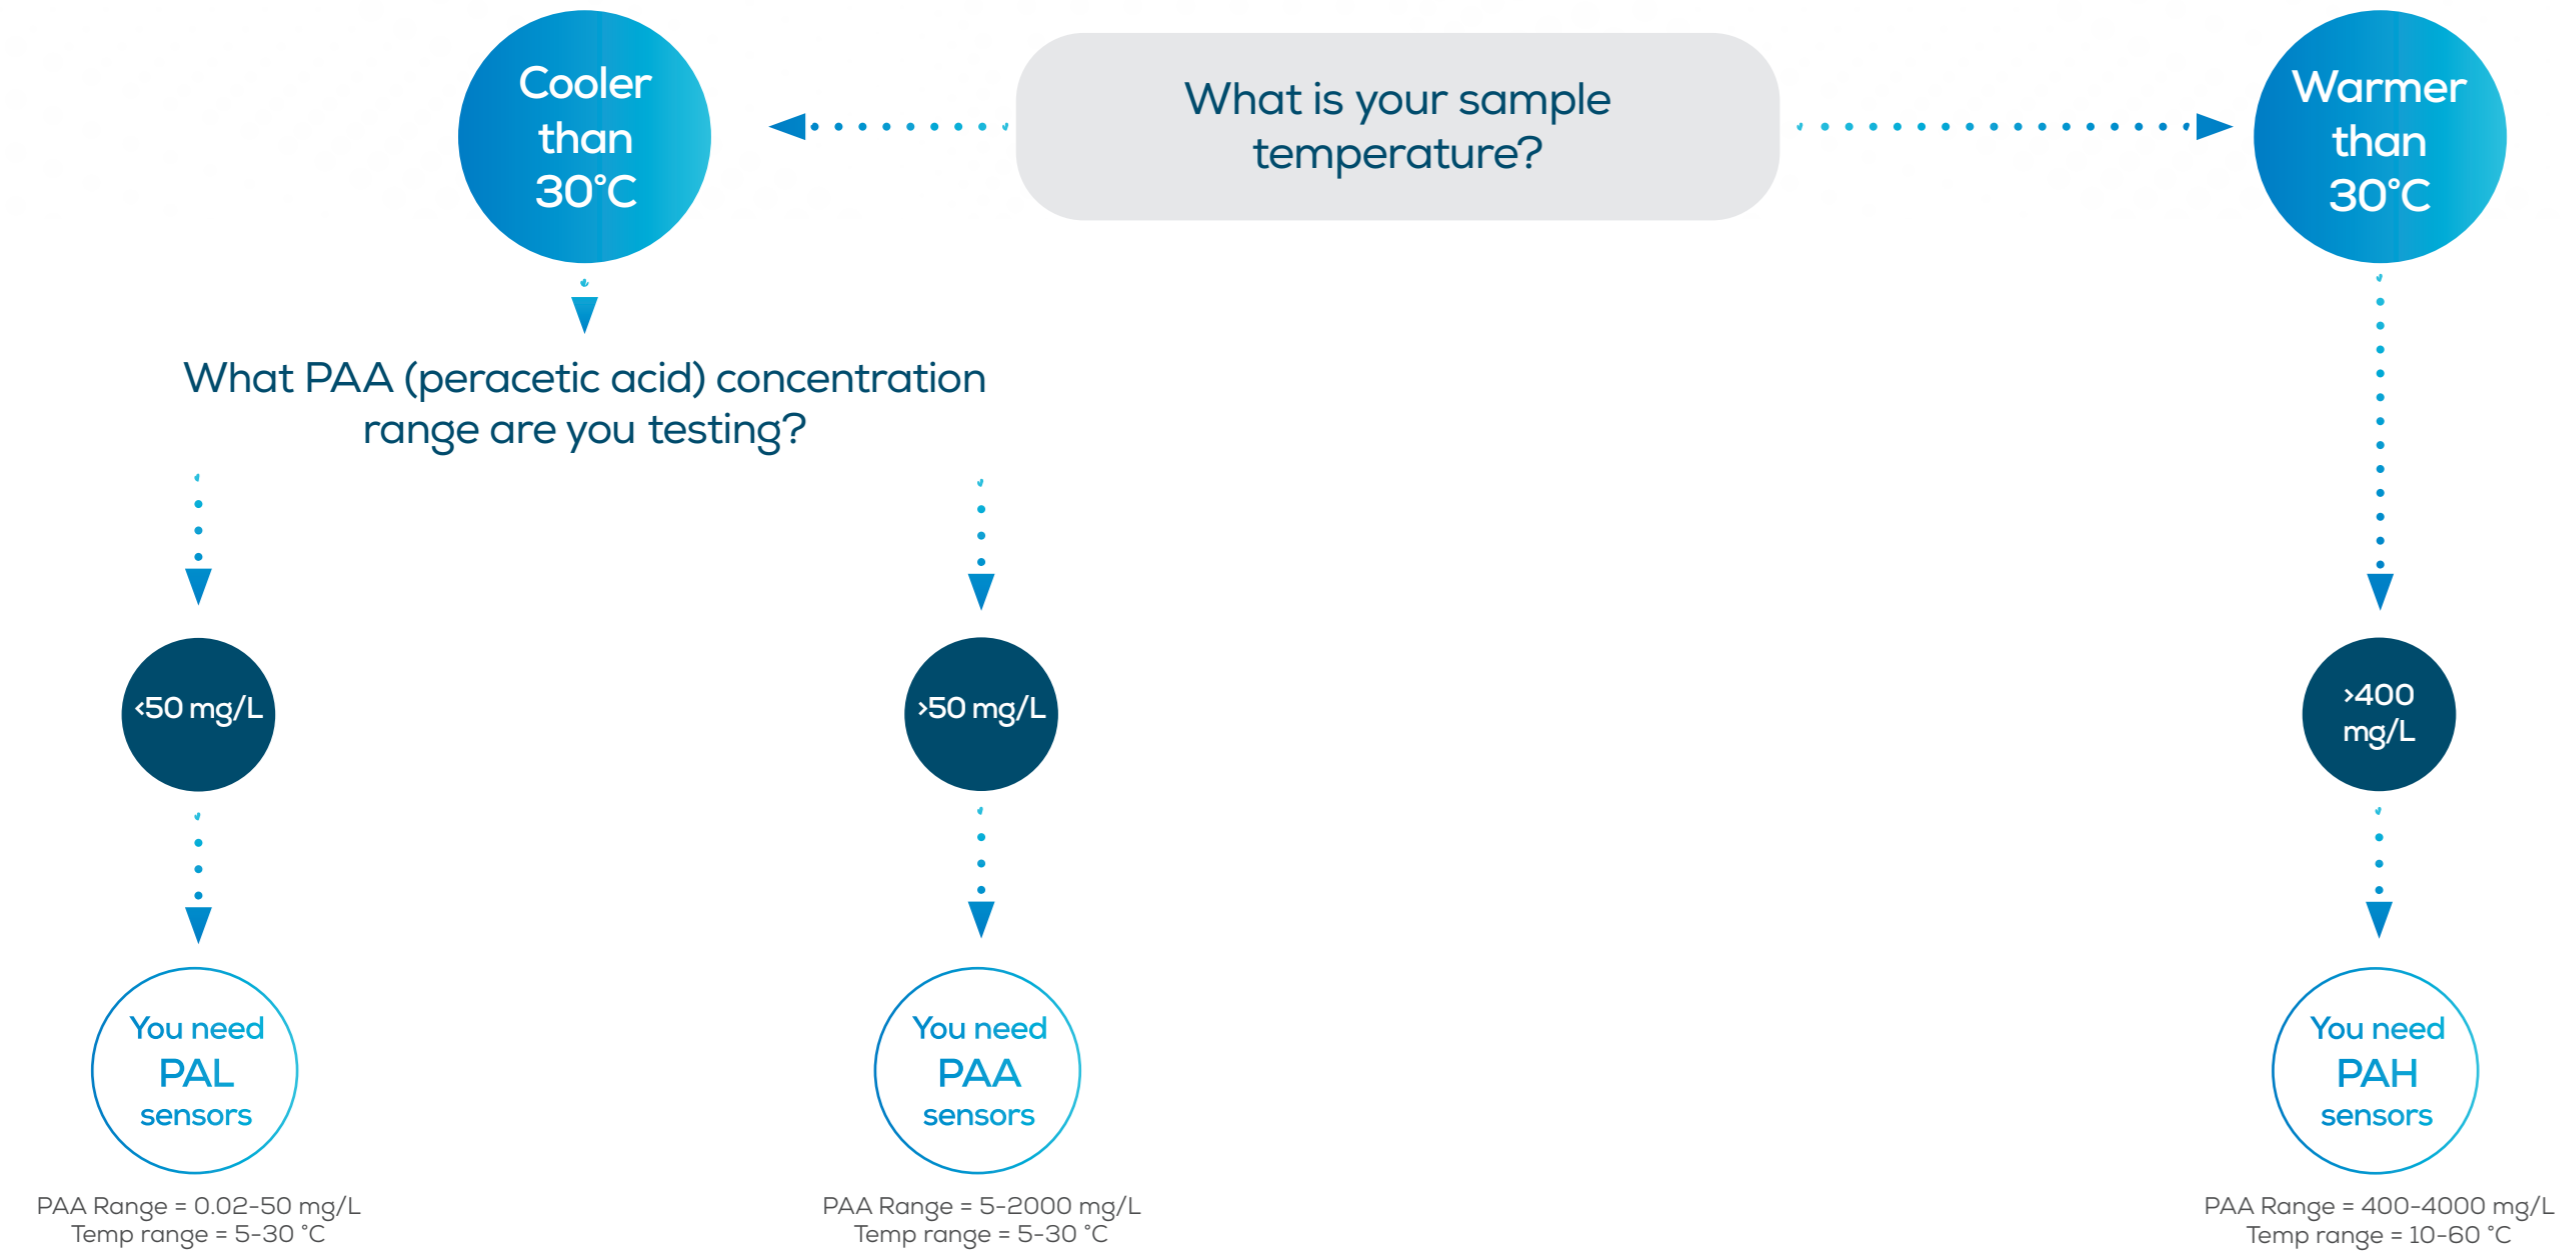 Cooler
than
30°C
What is your sample
temperature?
Warmer
than
30°C
What PAA (peracetic acid) concentration
range are you testing?
<50 mg/L
>50 mg/L
>400
mg/L
You need
PAL
sensors
You need
PAA
sensors
You need
PAH
sensors
PAA Range = 0.02-50 mg/L
Temp range = 5-30 °C
PAA Range = 5-2000 mg/L
Temp range = 5-30 °C
PAA Range = 400-4000 mg/L
Temp range = 10-60 °C